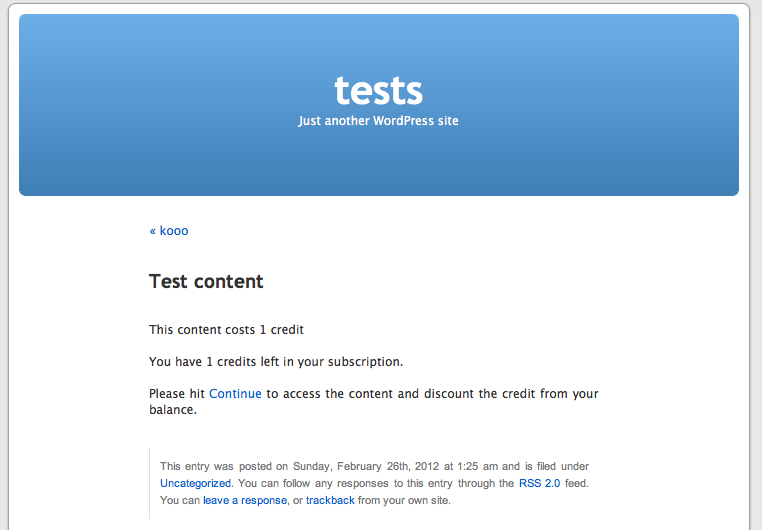 tests
Just another WordPress site
« kooo
Test content
This content costs 1 credit
You have 1 credits left in your subscription.
Please hit Continue to access the content and discount the credit from your
balance.
This entry was posted on Sunday, February 26th, 2012 at 1:25 am and is filed under
Uncategorized. You can follow any responses to this entry through the RSS 2.0 feed.
You can leave a response, or trackback from your own site.